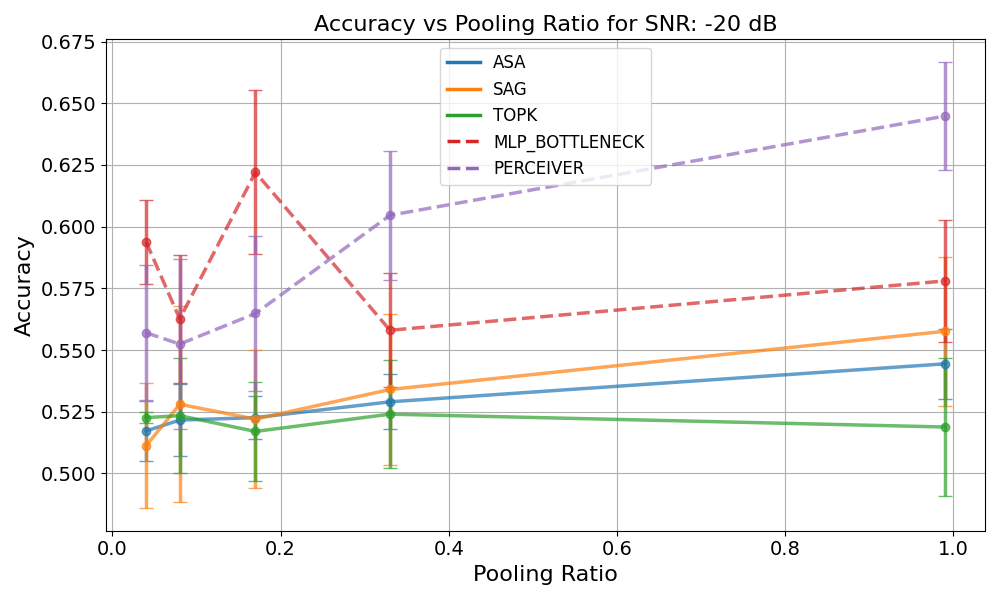 Accuracy vs Pooling Ratio for SNR: -20 dB
0.675
0.650
0.625
0.600
0.575
0.550
0.525
0.500
Accuracy
ASA
SAG
TOPK
MLP_BOTTLENECK
PERCEIVER
0.0 0.2 0.4 0.6 0.8 1.0
Pooling Ratio